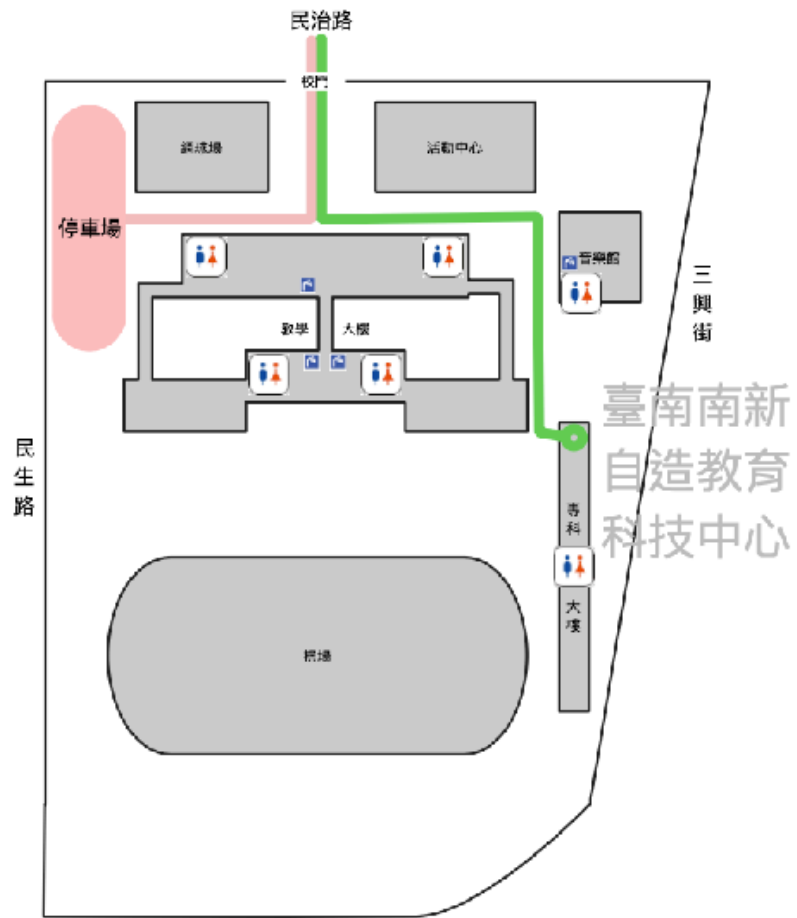 民治路
校門
活動中心
停車場
音樂館
三興街
教學
大樓
臺南南新
自造教育
科技中心
民生路
專科
大樓
操場